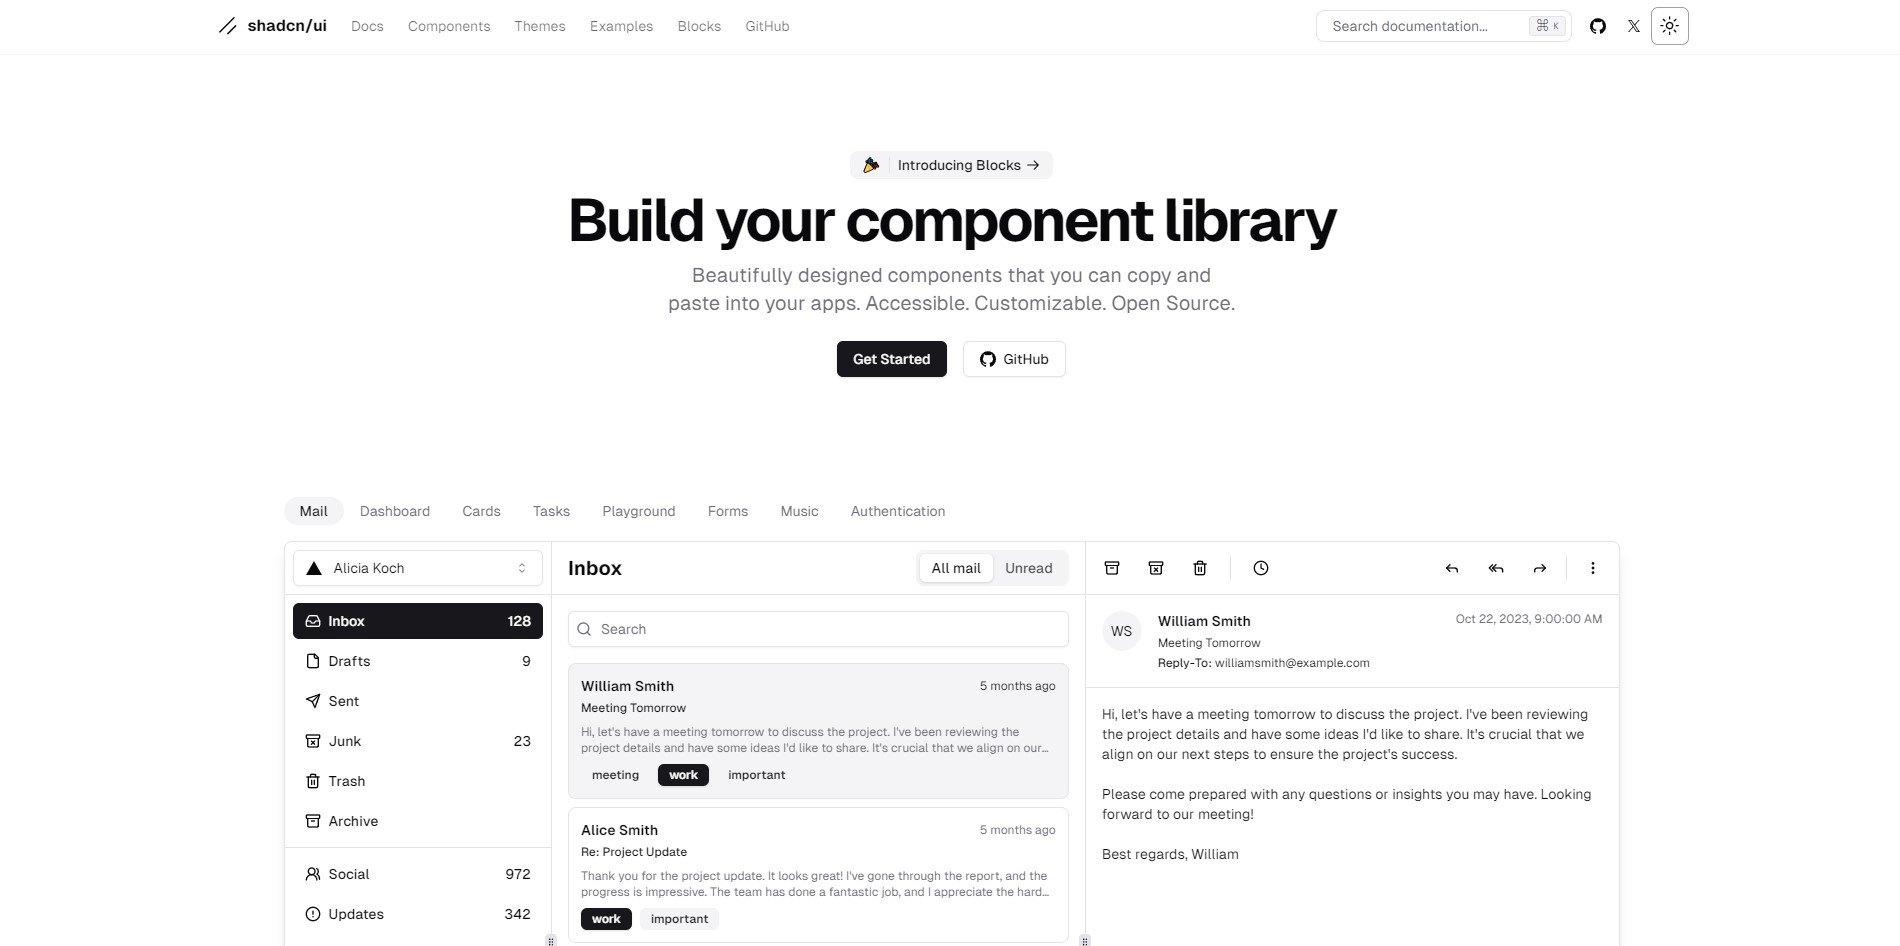 shadcn/ui Docs Components Themes Examples Blocks GitHub Search documentation... ⌘ K
Introducing Blocks →
Build your component library
Beautifully designed components that you can copy and
paste into your apps. Accessible. Customizable. Open Source.
Get Started GitHub
Mail Dashboard Cards Tasks Playground Forms Music Authentication
Alicia Koch
Inbox 128
Drafts 9
Sent
Junk 23
Trash
Archive
Social 972
Updates 342
Inbox All mail Unread
Search
William Smith 5 months ago
Meeting Tomorrow
Hi, let's have a meeting tomorrow to discuss the project. I've been reviewing the
project details and have some ideas I'd like to share. It's crucial that we align on our...
meeting work important
Alice Smith 5 months ago
Re: Project Update
Thank you for the project update. It looks great! I've gone through the report, and the
progress is impressive. The team has done a fantastic job, and I appreciate the hard...
work important
WS
William Smith Oct 22, 2023, 9:00:00 AM
Meeting Tomorrow
Reply-To: williamsmith@example.com
Hi, let's have a meeting tomorrow to discuss the project. I've been reviewing
the project details and have some ideas I'd like to share. It's crucial that we
align on our next steps to ensure the project's success.
Please come prepared with any questions or insights you may have. Looking
forward to our meeting!
Best regards, William